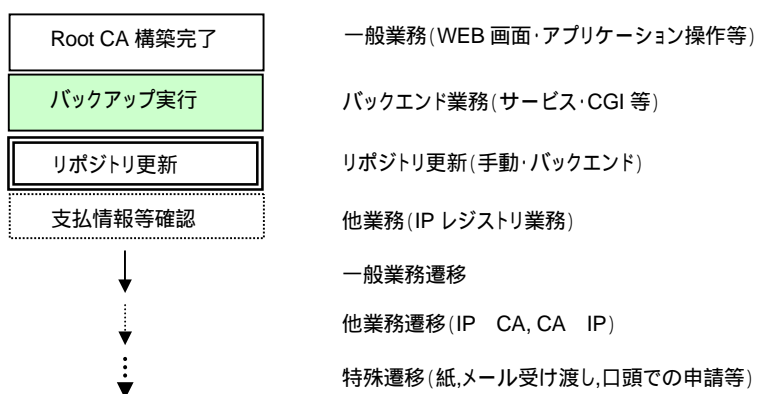 Root CA 構築完了 一般業務(WEB 画面・アプリケーション操作等)
バックアップ実行 バックエンド業務(サービス・CGI 等)
リポジトリ更新 リポジトリ更新(手動・バックエンド)
支払情報等確認 他業務(IP レジストリ業務)
一般業務遷移
他業務遷移(IP CA, CA IP)
特殊遷移(紙,メール受け渡し,口頭での申請等)